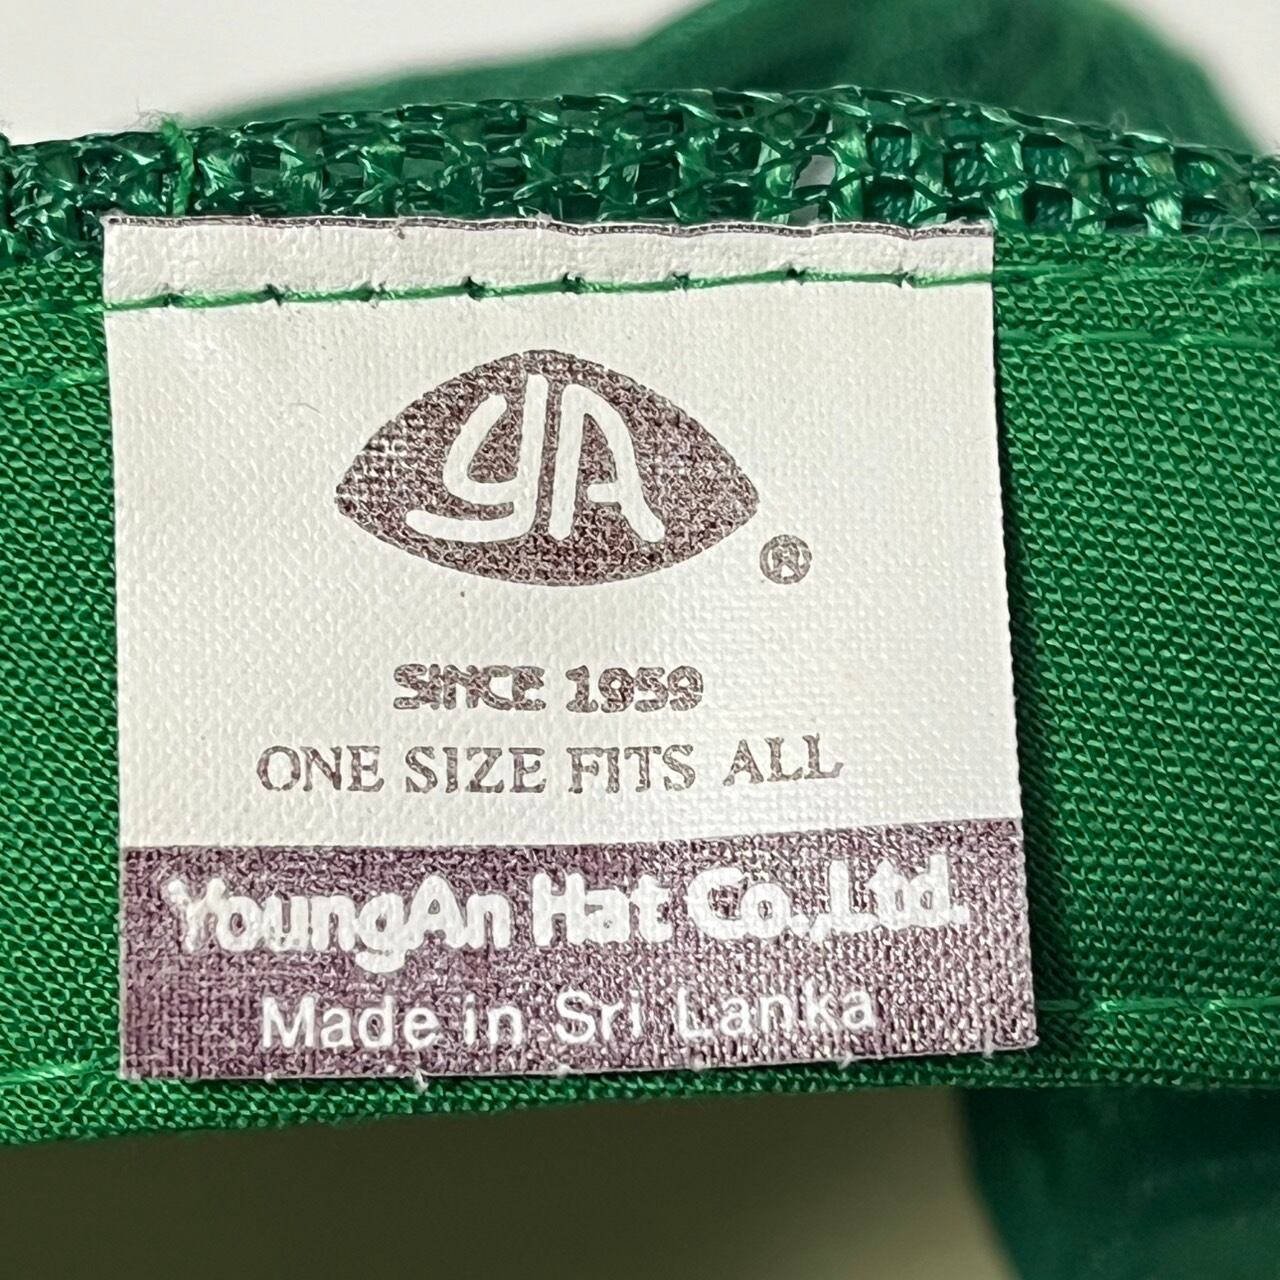 YA
®
SINCE 1959
ONE SIZE FITS ALL
YoungAn Hat Co.,Ltd.
Made in Sri Lanka